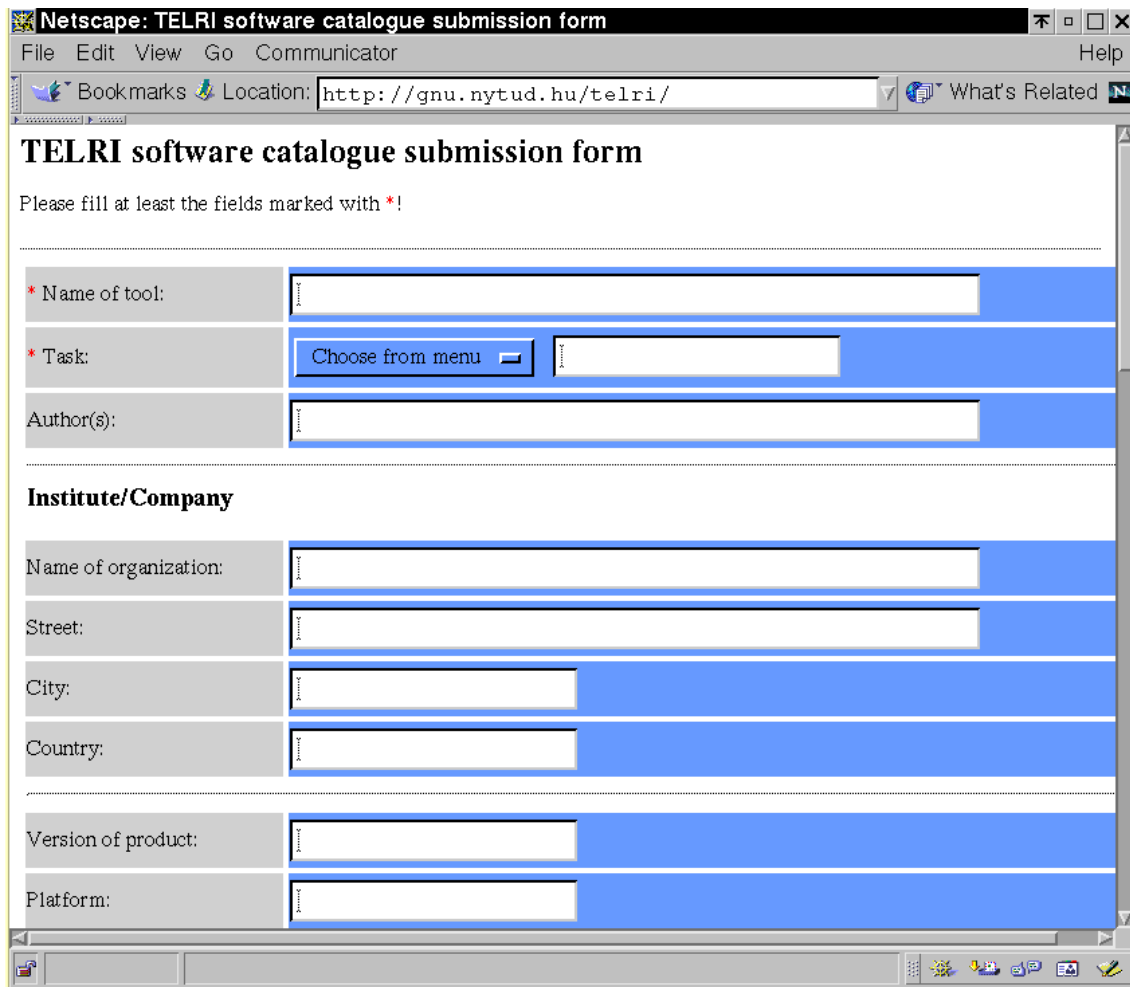 Netscape: TELRI software catalogue submission form
File Edit View Go Communicator Help
Bookmarks Location: http://gnu.nytud.hu/telri/ What's Related N
TELRI software catalogue submission form
Please fill at least the fields marked with *!
* Name of tool:
* Task: Choose from menu
Author(s):
Institute/Company
Name of organization:
Street:
City:
Country:
Version of product:
Platform: